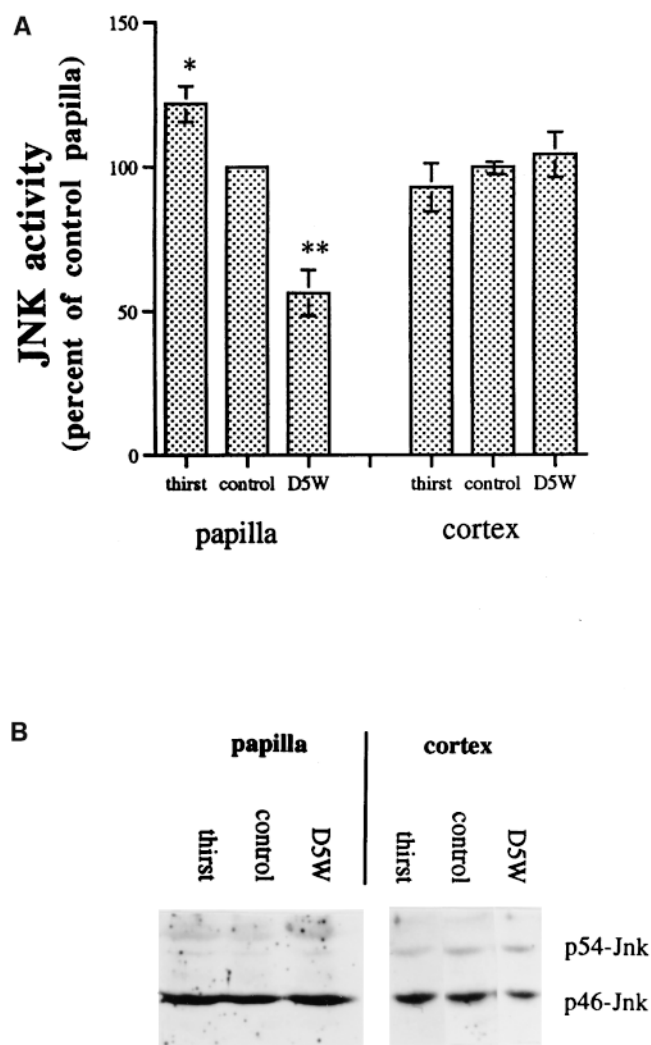 A
150
100
50
0
JNK activity
(percent of control papilla)
*
**
thirst control D5W thirst control D5W
papilla cortex
B
papilla cortex
thirst control D5W thirst control D5W
p54-Jnk
p46-Jnk